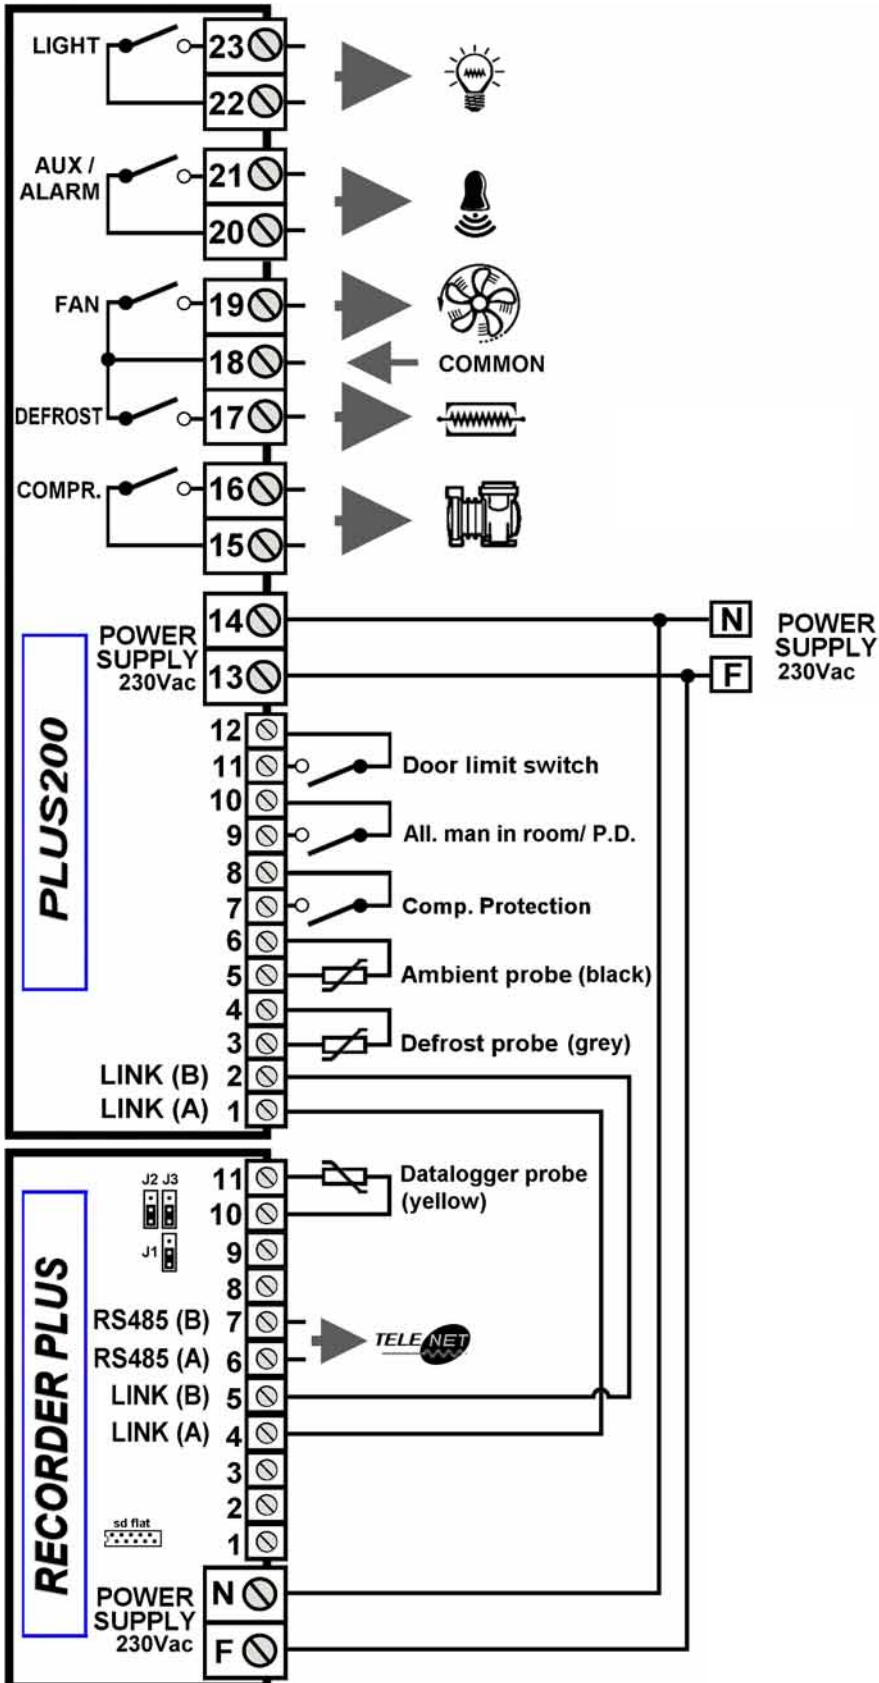 LIGHT
23
22
AUX /
ALARM
21
20
FAN
19
18
COMMON
DEFROST
17
COMPR.
16
15
POWER
SUPPLY
230Vac
14
13
N
F
POWER
SUPPLY
230Vac
PLUS200
12
11
Door limit switch
10
9
All. man in room/ P.D.
8
7
Comp. Protection
6
5
Ambient probe (black)
4
3
Defrost probe (grey)
LINK (B) 2
LINK (A) 1
RECORDER PLUS
J2 J3
J1
11
Datalogger probe
(yellow)
10
9
8
RS485 (B) 7
TELE NET
RS485 (A) 6
LINK (B) 5
LINK (A) 4
3
2
sd flat
1
POWER
SUPPLY
230Vac
N
F